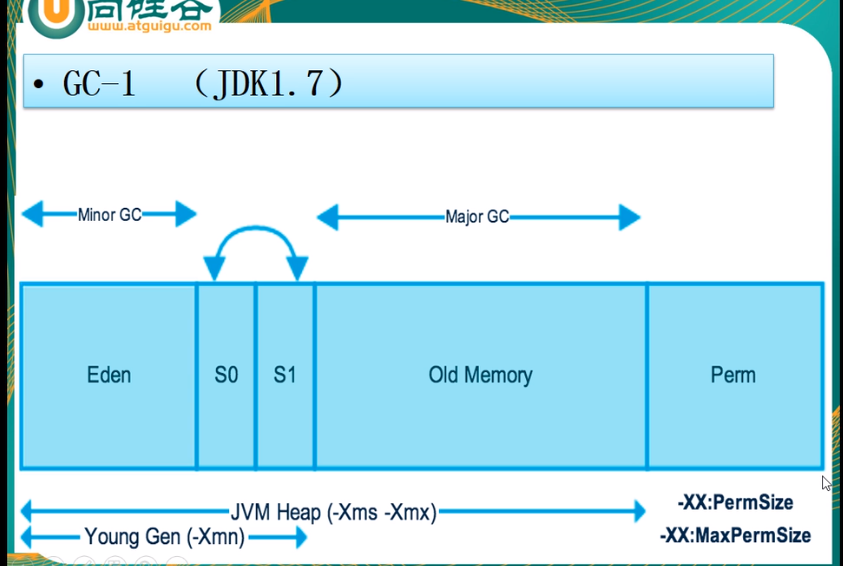 尚硅谷
www.atguigu.com
• GC-1 （JDK1.7）
Minor GC
Major GC
Eden
S0
S1
Old Memory
Perm
JVM Heap (-Xms -Xmx)
-XX:PermSize
Young Gen (-Xmn)
-XX:MaxPermSize